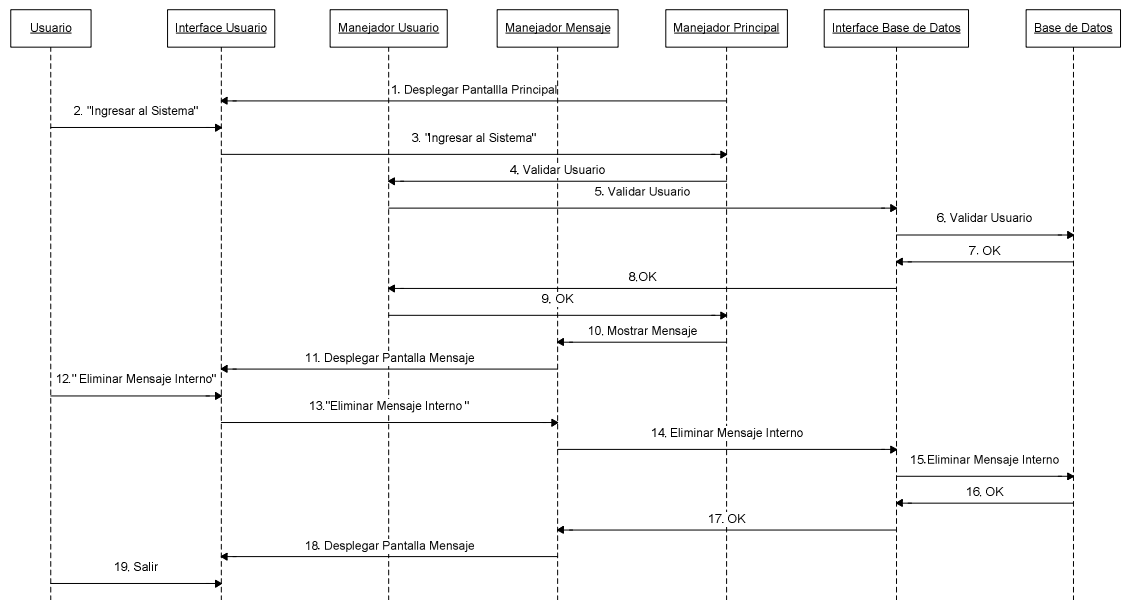 Usuario
Interface Usuario
Manejador Usuario
Manejador Mensaje
Manejador Principal
Interface Base de Datos
Base de Datos
1. Desplegar Pantallla Principal
2. "Ingresar al Sistema"
3. "Ingresar al Sistema"
4. Validar Usuario
5. Validar Usuario
6. Validar Usuario
7. OK
8.OK
9. OK
10. Mostrar Mensaje
11. Desplegar Pantalla Mensaje
12." Eliminar Mensaje Interno"
13."Eliminar Mensaje Interno "
14. Eliminar Mensaje Interno
15.Eliminar Mensaje Interno
16. OK
17. OK
18. Desplegar Pantalla Mensaje
19. Salir